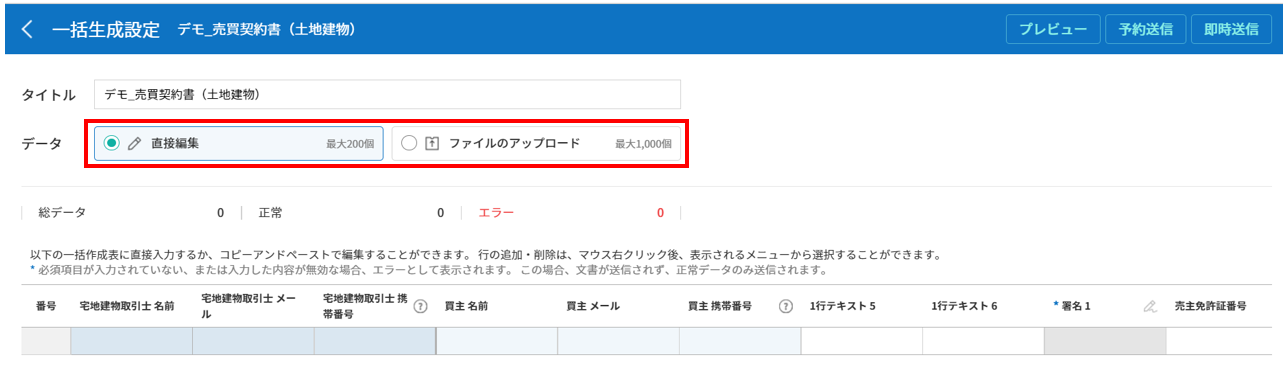 一括生成設定 デモ_売買契約書（土地建物） プレビュー 予約送信 即時送信
タイトル デモ_売買契約書（土地建物）
データ 直接編集 最大200個 ファイルのアップロード 最大1,000個
総データ 0 正常 0 エラー 0
以下の一括作成表に直接入力するか、コピーアンドペーストで編集することができます。 行の追加・削除は、マウス右クリック後、表示されるメニューから選択することができます。
* 必須項目が入力されていない、または入力した内容が無効な場合、エラーとして表示されます。 この場合、文書が送信されず、正常データのみ送信されます。
番号 宅地建物取引士 名前 宅地建物取引士 メー
ル 宅地建物取引士 携
帯番号 ? 買主 名前 買主 メール 買主 携帯番号 ? 1行テキスト 5 1行テキスト 6 * 署名 1 売主免許証番号